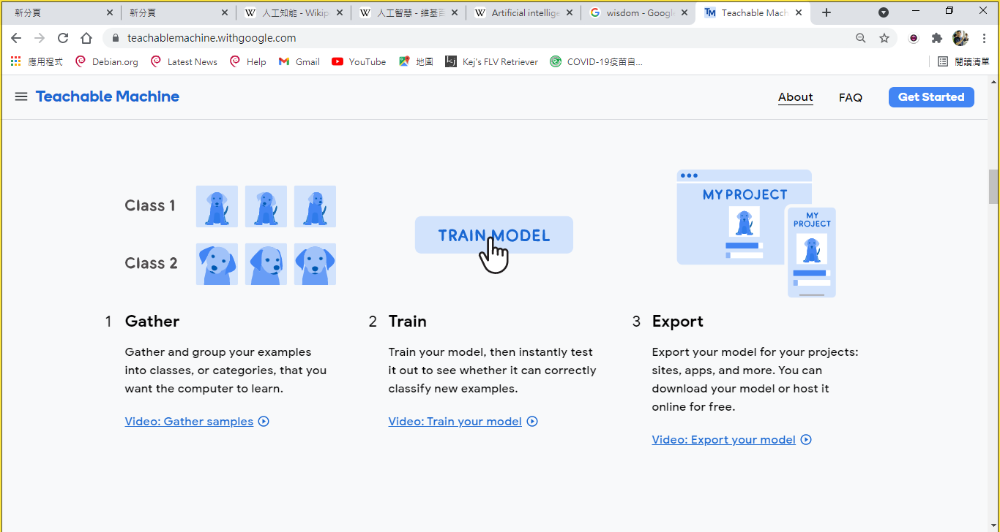 新分頁
新分頁
人工知能 - Wikip
人工智慧 - 維基百
Artificial intellige
wisdom - Googl
Teachable Mach
teachablemachine.withgoogle.com
應用程式
Debian.org
Latest News
Help
Gmail
YouTube
地圖
Kej's FLV Retriever
COVID-19疫苗自...
閱讀清單
Teachable Machine
About
FAQ
Get Started
Class 1
Class 2
TRAIN MODEL
MY PROJECT
MY
PROJECT
1 Gather
Gather and group your examples
into classes, or categories, that you
want the computer to learn.
Video: Gather samples
2 Train
Train your model, then instantly test
it out to see whether it can correctly
classify new examples.
Video: Train your model
3 Export
Export your model for your projects:
sites, apps, and more. You can
download your model or host it
online for free.
Video: Export your model